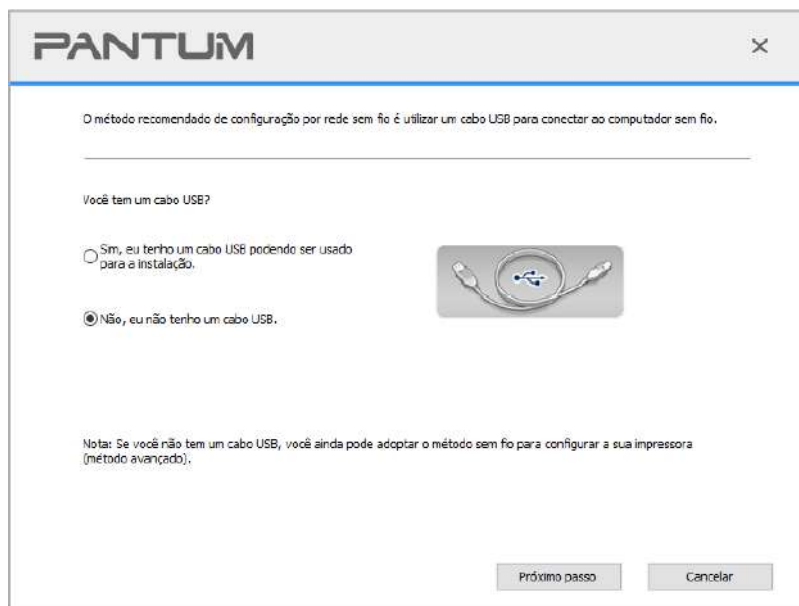 PANTUM
O método recomendado de configuração por rede sem fio é utilizar um cabo USB para conectar ao computador sem fio.
Você tem um cabo USB?
Sim, eu tenho um cabo USB podendo ser usado
para a instalação.
Não, eu não tenho um cabo USB.
Nota: Se você não tem um cabo USB, você ainda pode adoptar o método sem fio para configurar a sua impressora
(método avançado).
Próximo passo
Cancelar